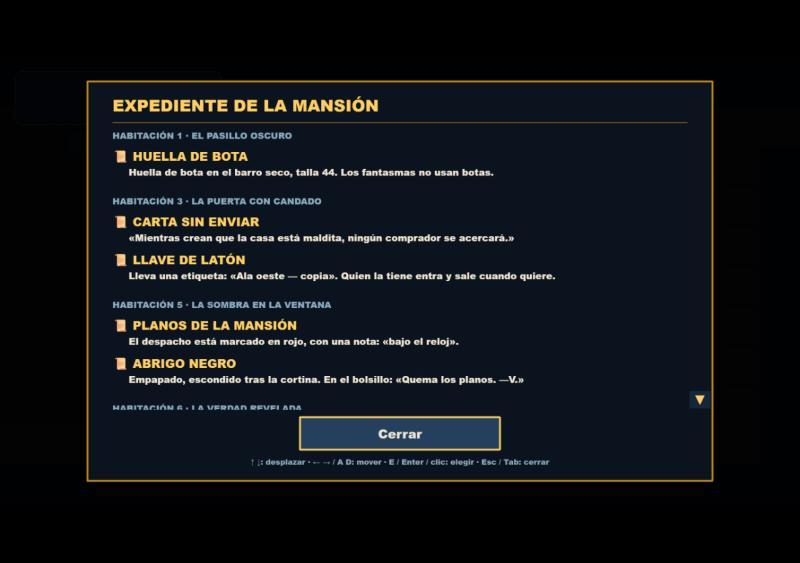 EXPEDIENTE DE LA MANSIÓN
HABITACIÓN 1 · EL PASILLO OSCURO
HUELLA DE BOTA
Huella de bota en el barro seco, talla 44. Los fantasmas no usan botas.
HABITACIÓN 3 · LA PUERTA CON CANDADO
CARTA SIN ENVIAR
«Mientras crean que la casa está maldita, ningún comprador se acercará.»
LLAVE DE LATÓN
Lleva una etiqueta: «Ala oeste — copia». Quien la tiene entra y sale cuando quiere.
HABITACIÓN 5 · LA SOMBRA EN LA VENTANA
PLANOS DE LA MANSIÓN
El despacho está marcado en rojo, con una nota: «bajo el reloj».
ABRIGO NEGRO
Empapado, escondido tras la cortina. En el bolsillo: «Quema los planos. —V.»
HABITACIÓN 6 · LA VERDAD REVELADA
▼
Cerrar
↑ ↓: desplazar · ← → / A D: mover · E / Enter / clic: elegir · Esc / Tab: cerrar